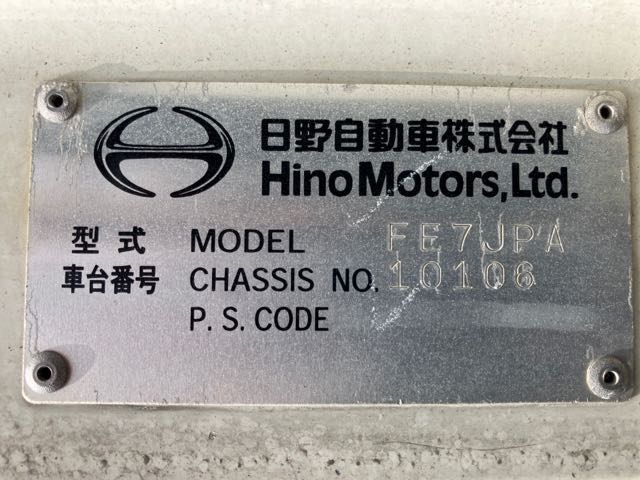 日野自動車株式会社
Hino Motors, Ltd.
型式 MODEL FE7JPA
車台番号 CHASSIS NO. 10106
P. S. CODE